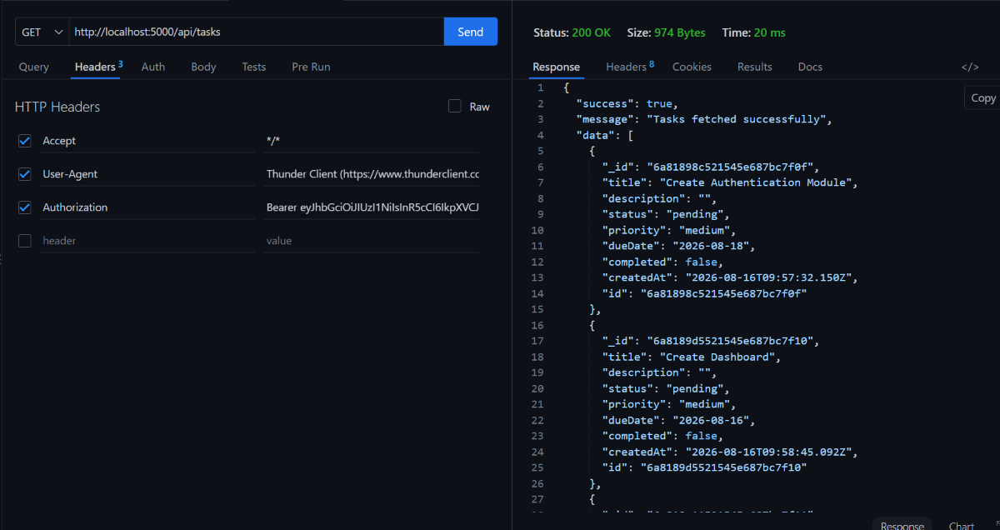 GET http://localhost:5000/api/tasks Send
Query Headers 3 Auth Body Tests Pre Run
HTTP Headers Raw
Accept */*
User-Agent Thunder Client (https://www.thunderclient.cc
Authorization Bearer eyJhbGciOiJIUzI1NiIsInR5cCI6IkpXVCJ
header value
Status: 200 OK Size: 974 Bytes Time: 20 ms
Response Headers 8 Cookies Results Docs </>
Copy
1 {
2 "success": true,
3 "message": "Tasks fetched successfully",
4 "data": [
5 {
6 "_id": "6a81898c521545e687bc7f0f",
7 "title": "Create Authentication Module",
8 "description": "",
9 "status": "pending",
10 "priority": "medium",
11 "dueDate": "2026-08-18",
12 "completed": false,
13 "createdAt": "2026-08-16T09:57:32.150Z",
14 "id": "6a81898c521545e687bc7f0f"
15 },
16 {
17 "_id": "6a8189d5521545e687bc7f10",
18 "title": "Create Dashboard",
19 "description": "",
20 "status": "pending",
21 "priority": "medium",
22 "dueDate": "2026-08-16",
23 "completed": false,
24 "createdAt": "2026-08-16T09:58:45.092Z",
25 "id": "6a8189d5521545e687bc7f10"
26 },
27 {
Response Chart